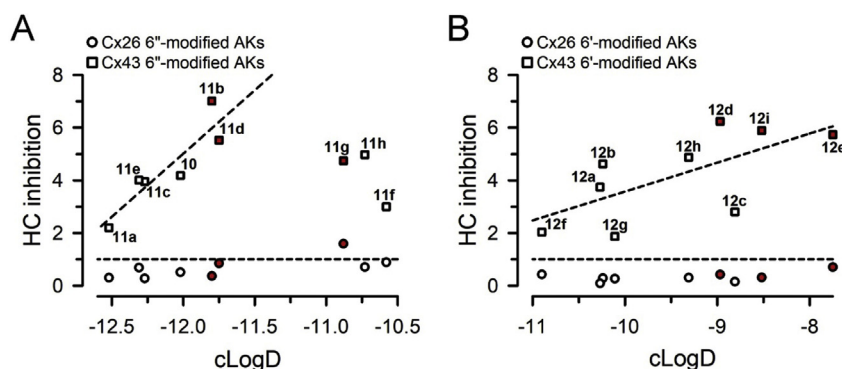 A
Cx26 6"-modified AKs
Cx43 6"-modified AKs
8
6
4
2
0
HC inhibition
11b
11d
11e
10
11c
11a
11g
11h
11f
-12.5 -12.0 -11.5 -11.0 -10.5
cLogD
B
Cx26 6'-modified AKs
Cx43 6'-modified AKs
8
6
4
2
0
HC inhibition
12d
12i
12e
12b
12h
12a
12c
12f
12g
-11 -10 -9 -8
cLogD